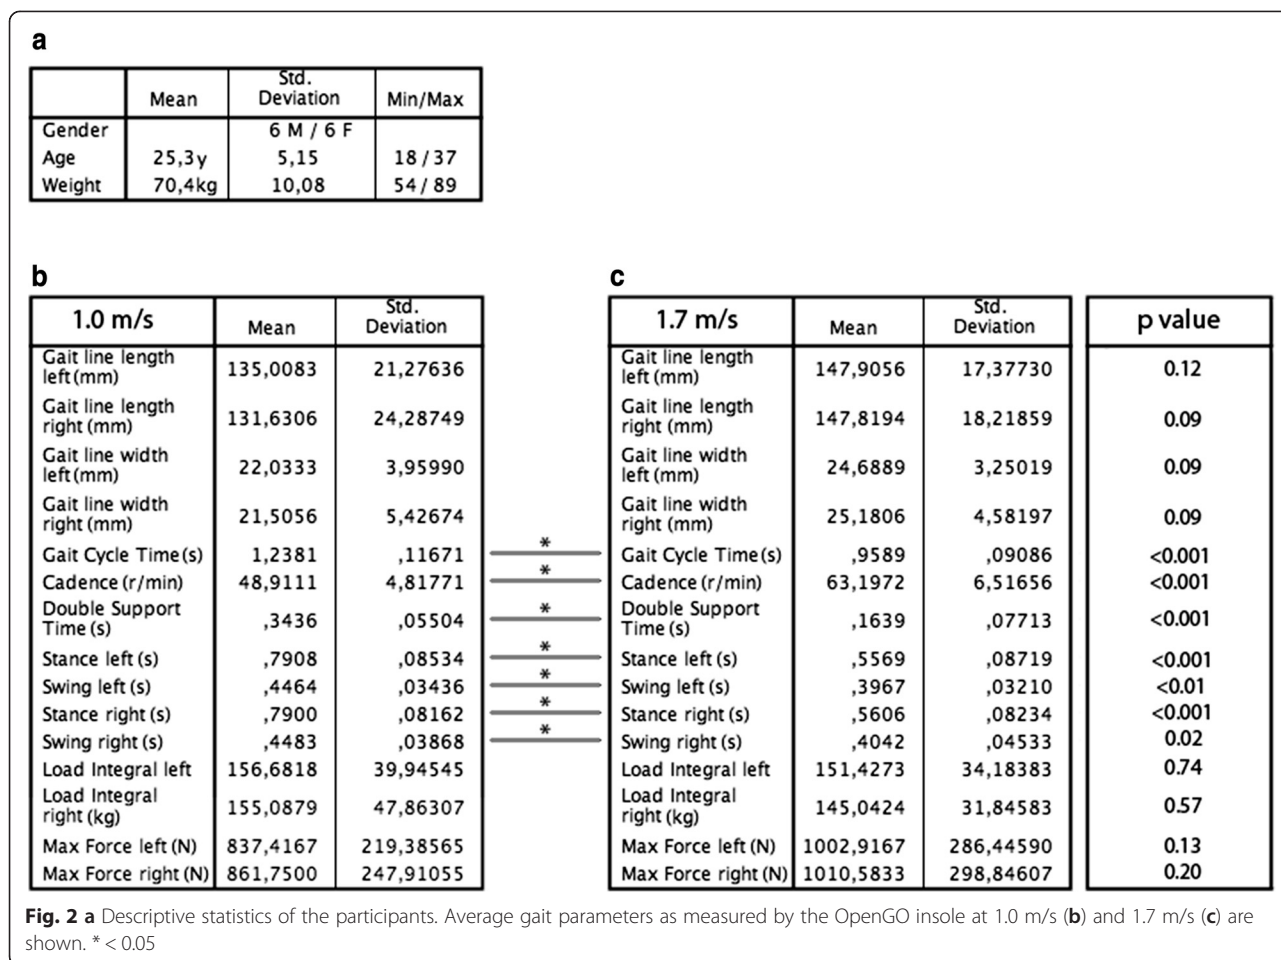 a
Mean Std. Deviation Min/Max
Gender 6 M / 6 F
Age 25,3y 5,15 18 / 37
Weight 70,4kg 10,08 54 / 89
b
1.0 m/s Mean Std. Deviation
Gait line length left (mm) 135,0083 21,27636
Gait line length right (mm) 131,6306 24,28749
Gait line width left (mm) 22,0333 3,95990
Gait line width right (mm) 21,5056 5,42674
Gait Cycle Time (s) 1,2381 ,11671 *
Cadence (r/min) 48,9111 4,81771 *
Double Support Time (s) ,3436 ,05504 *
Stance left (s) ,7908 ,08534 *
Swing left (s) ,4464 ,03436 *
Stance right (s) ,7900 ,08162 *
Swing right (s) ,4483 ,03868 *
Load Integral left 156,6818 39,94545
Load Integral right (kg) 155,0879 47,86307
Max Force left (N) 837,4167 219,38565
Max Force right (N) 861,7500 247,91055
c
1.7 m/s Mean Std. Deviation p value
Gait line length left (mm) 147,9056 17,37730 0.12
Gait line length right (mm) 147,8194 18,21859 0.09
Gait line width left (mm) 24,6889 3,25019 0.09
Gait line width right (mm) 25,1806 4,58197 0.09
Gait Cycle Time (s) ,9589 ,09086 <0.001
Cadence (r/min) 63,1972 6,51656 <0.001
Double Support Time (s) ,1639 ,07713 <0.001
Stance left (s) ,5569 ,08719 <0.001
Swing left (s) ,3967 ,03210 <0.01
Stance right (s) ,5606 ,08234 <0.001
Swing right (s) ,4042 ,04533 0.02
Load Integral left 151,4273 34,18383 0.74
Load Integral right (kg) 145,0424 31,84583 0.57
Max Force left (N) 1002,9167 286,44590 0.13
Max Force right (N) 1010,5833 298,84607 0.20
Fig. 2 a Descriptive statistics of the participants. Average gait parameters as measured by the OpenGO insole at 1.0 m/s (b) and 1.7 m/s (c) are
shown. * < 0.05